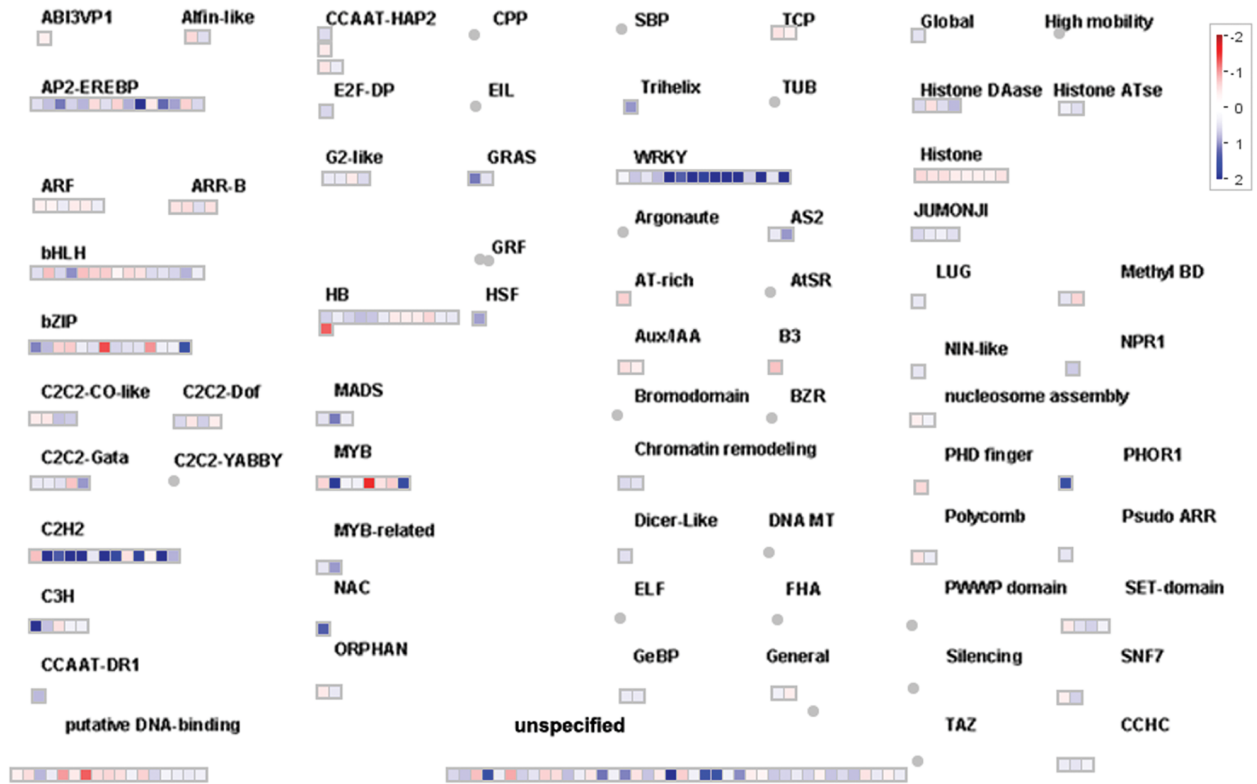 ABI3VP1 Alfin-like CCAAT-HAP2 CPP SBP TCP Global High mobility
-2
-1
0
1
2
AP2-EREBP E2F-DP EIL Trihelix TUB Histone DAase Histone ATse
G2-like GRAS WRKY Histone
ARF ARR-B Argonaute AS2 JUMONJI
bHLH GRF AT-rich AtSR LUG Methyl BD
HB HSF
bZIP Aux/IAA B3 NIN-like NPR1
C2C2-CO-like C2C2-Dof MADS Bromodomain BZR nucleosome assembly
C2C2-Gata C2C2-YABBY MYB Chromatin remodeling PHD finger PHOR1
C2H2 MYB-related Dicer-Like DNA MT Polycomb Psudo ARR
C3H NAC ELF FHA PWWP domain SET-domain
CCAAT-DR1 ORPHAN GeBP General Silencing SNF7
putative DNA-binding unspecified TAZ CCHC